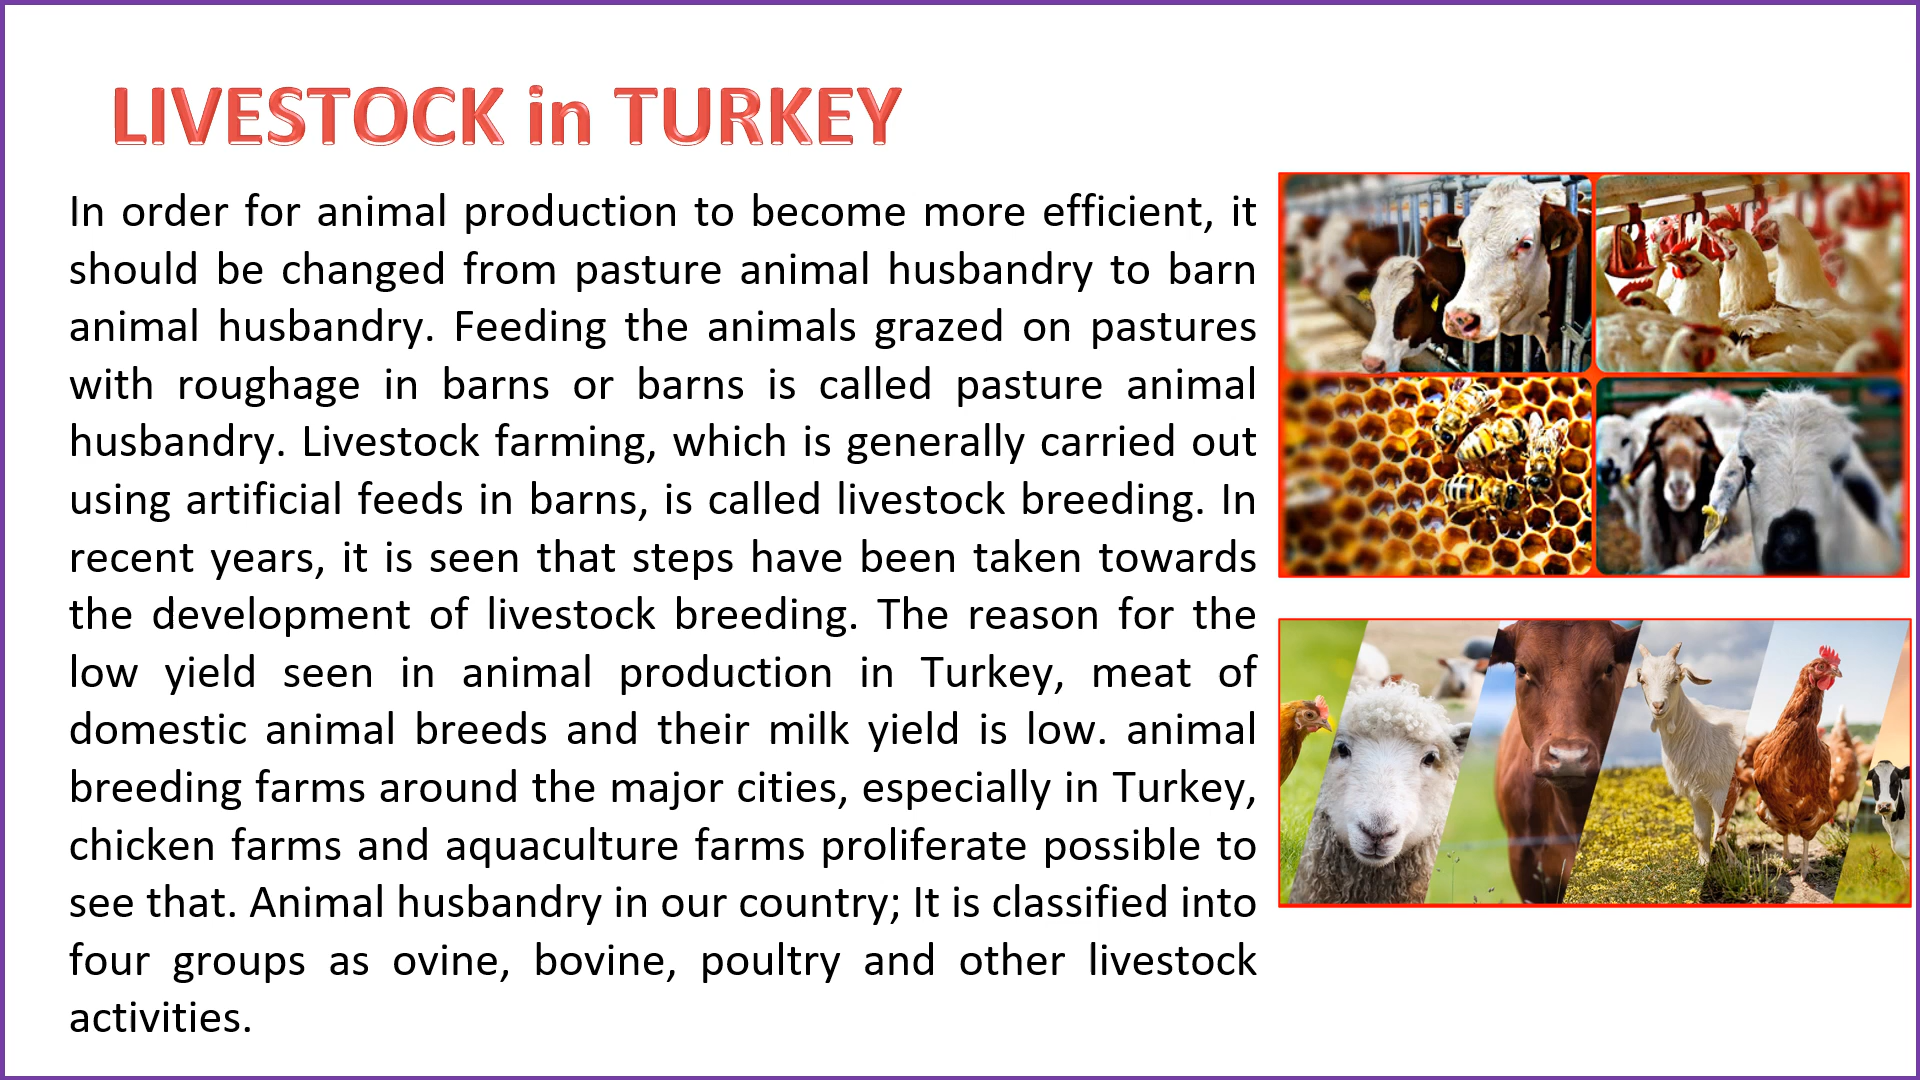 LIVESTOCK in TURKEY
In order for animal production to become more efficient, it
should be changed from pasture animal husbandry to barn
animal husbandry. Feeding the animals grazed on pastures
with roughage in barns or barns is called pasture animal
husbandry. Livestock farming, which is generally carried out
using artificial feeds in barns, is called livestock breeding. In
recent years, it is seen that steps have been taken towards
the development of livestock breeding. The reason for the
low yield seen in animal production in Turkey, meat of
domestic animal breeds and their milk yield is low. animal
breeding farms around the major cities, especially in Turkey,
chicken farms and aquaculture farms proliferate possible to
see that. Animal husbandry in our country; It is classified into
four groups as ovine, bovine, poultry and other livestock
activities.